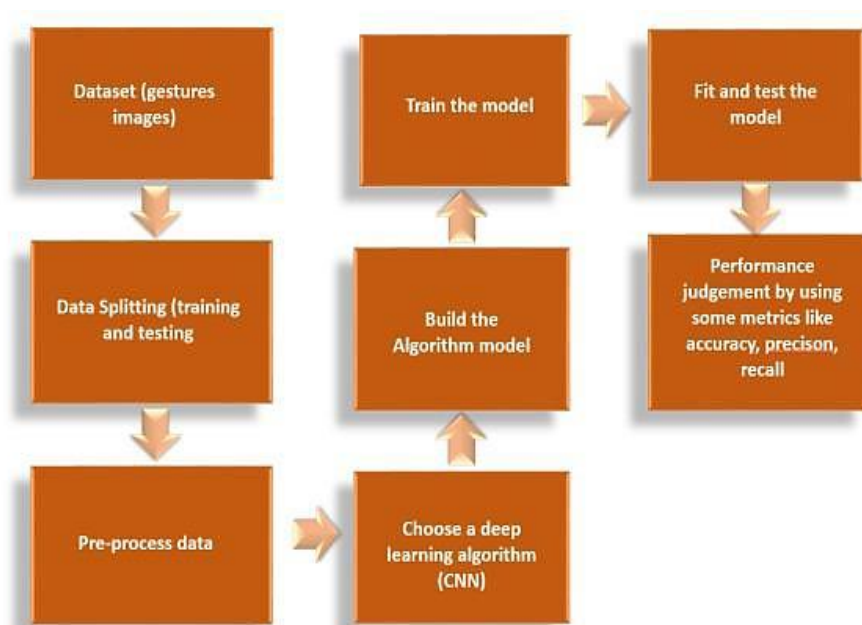 Dataset (gestures
images)
Data Splitting (training
and testing
Pre-process data
Choose a deep
learning algorithm
(CNN)
Build the
Algorithm model
Train the model
Fit and test the
model
Performance
judgement by using
some metrics like
accuracy, precison,
recall